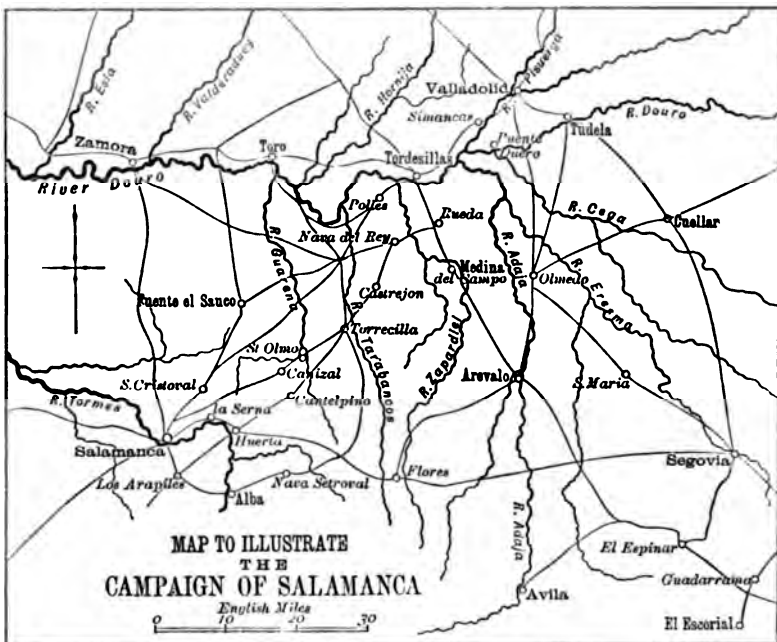 R. Esla
R. Valduraduey
R. Hornija
R. Pisuerga
Valladolid
Simancas
Zamora
Toro
Tordesillas
Puente
Duero
Tudela
R. Douro
River Douro
Polles
Rueda
Nava del Rey
R. Guarena
R. Cega
Cuellar
Medina
del Campo
R. Adaja
Olmedo
R. Eresma
Castrejon
Fuente el Sauco
Torrecilla
St Olmo
Canizal
R. Tarabancos
R. Zapardiel
Arevalo
S. Maria
S. Cristoval
Cantelpino
R. Tormes
la Serna
Huerta
Salamanca
Los Arapiles
Alba
Nava Setroval
Flores
Segovia
R. Adaja
El Espinar
Guadarrama
Avila
El Escorial
MAP TO ILLUSTRATE
THE
CAMPAIGN OF SALAMANCA
English Miles
0 10 20 30